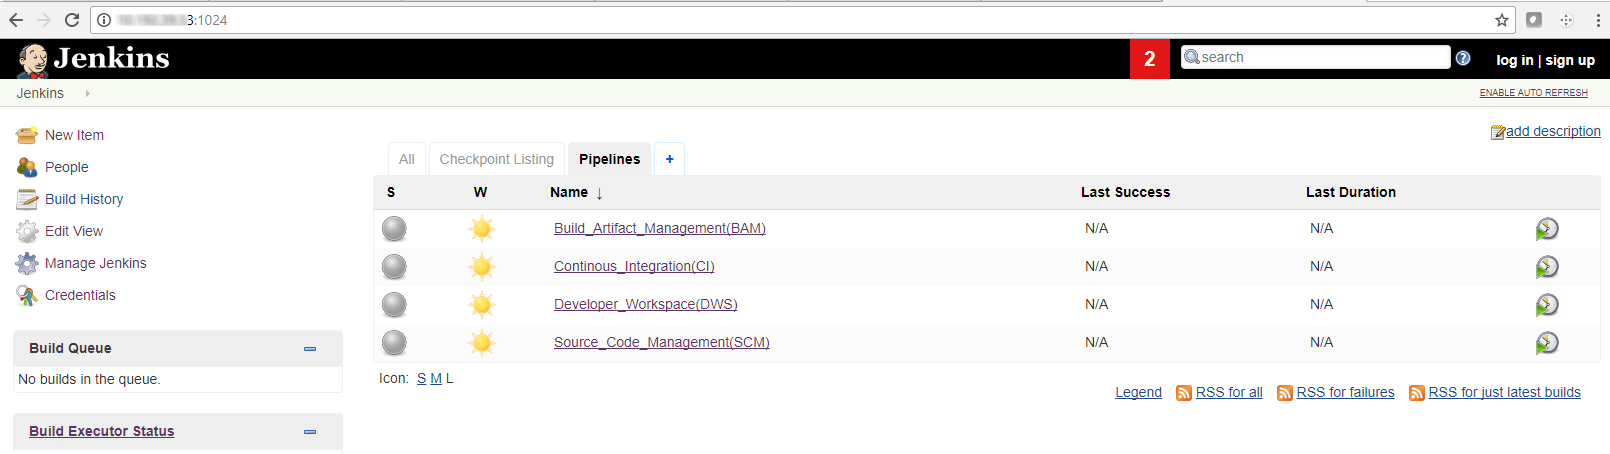 3:1024
Jenkins
2
search
log in | sign up
Jenkins
ENABLE AUTO REFRESH
New Item
People
Build History
Edit View
Manage Jenkins
Credentials
Build Queue
No builds in the queue.
Build Executor Status
add description
All Checkpoint Listing Pipelines +
S W Name ↓ Last Success Last Duration
Build_Artifact_Management(BAM) N/A N/A
Continous_Integration(CI) N/A N/A
Developer_Workspace(DWS) N/A N/A
Source_Code_Management(SCM) N/A N/A
Icon: S M L
Legend RSS for all RSS for failures RSS for just latest builds